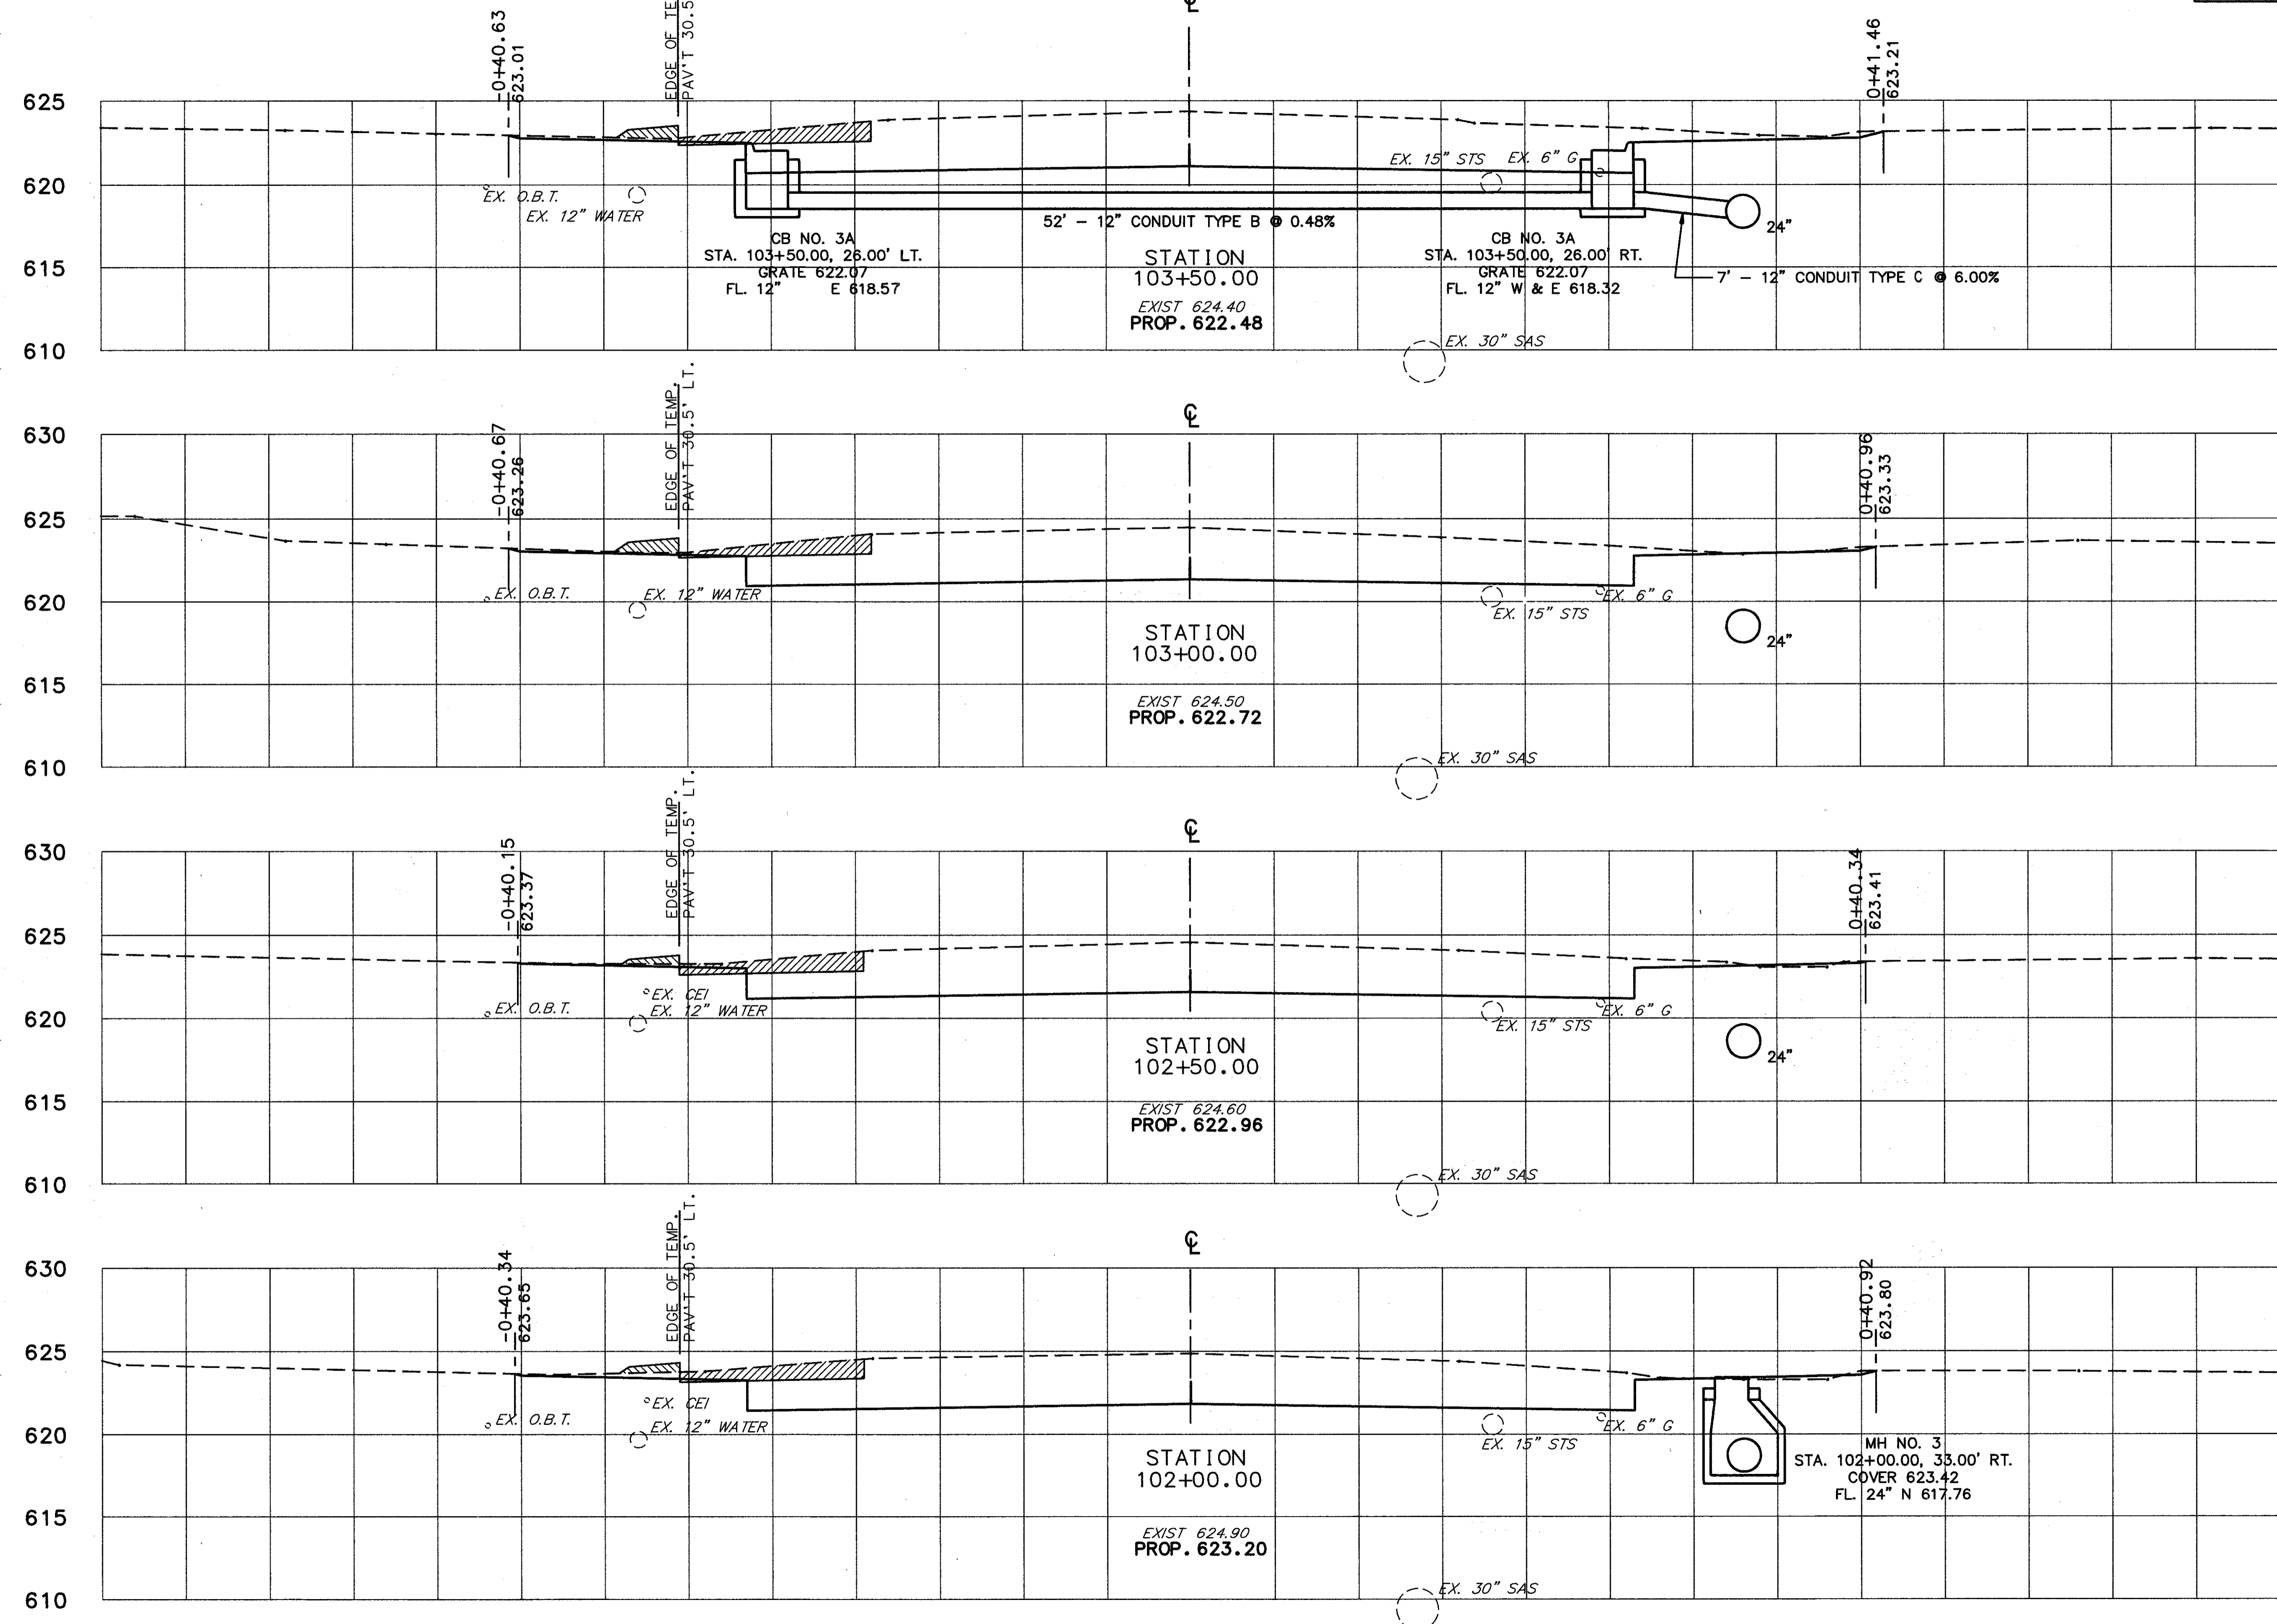 ℄
-0+40.63
623.01
EDGE OF TE
PAV'T 30.5
0+41.46
623.21
625
620
615
610
EX. O.B.T.
EX. 12" WATER
EX. 15" STS
EX. 6" G
52' - 12" CONDUIT TYPE B @ 0.48%
24"
CB NO. 3A
STA. 103+50.00, 26.00' LT.
GRATE 622.07
FL. 12" E 618.57
STATION
103+50.00
EXIST 624.40
PROP. 622.48
CB NO. 3A
STA. 103+50.00, 26.00' RT.
GRATE 622.07
FL. 12" W & E 618.32
7' - 12" CONDUIT TYPE C @ 6.00%
EX. 30" SAS
℄
-0+40.67
623.26
EDGE OF TEMP.
PAV'T 30.5' LT.
0+40.96
623.33
630
625
620
615
610
EX. O.B.T.
EX. 12" WATER
EX. 6" G
EX. 15" STS
24"
STATION
103+00.00
EXIST 624.50
PROP. 622.72
EX. 30" SAS
℄
-0+40.15
623.37
EDGE OF TEMP.
PAV'T 30.5' LT.
0+40.34
623.41
630
625
620
615
610
EX. CEI
EX. O.B.T.
EX. 12" WATER
EX. 6" G
EX. 15" STS
24"
STATION
102+50.00
EXIST 624.60
PROP. 622.96
EX. 30" SAS
℄
-0+40.34
623.65
EDGE OF TEMP.
PAV'T 30.5' LT.
0+40.92
623.80
630
625
620
615
610
EX. CEI
EX. O.B.T.
EX. 12" WATER
EX. 6" G
EX. 15" STS
STATION
102+00.00
EXIST 624.90
PROP. 623.20
MH NO. 3
STA. 102+00.00, 33.00' RT.
COVER 623.42
FL. 24" N 617.76
EX. 30" SAS